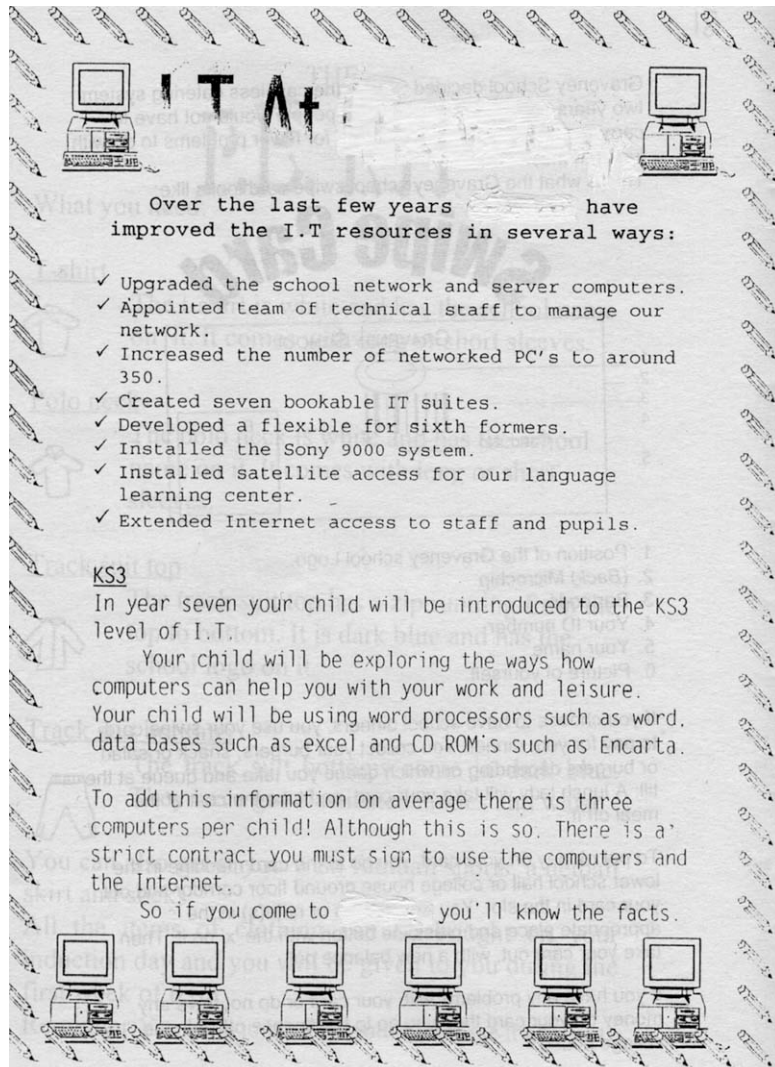 I T At
Over the last few years have
improved the I.T resources in several ways:
✓ Upgraded the school network and server computers.
✓ Appointed team of technical staff to manage our
network.
✓ Increased the number of networked PC's to around
350.
✓ Created seven bookable IT suites.
✓ Developed a flexible for sixth formers.
✓ Installed the Sony 9000 system.
✓ Installed satellite access for our language
learning center.
✓ Extended Internet access to staff and pupils.
KS3
In year seven your child will be introduced to the KS3
level of I.T.
Your child will be exploring the ways how
computers can help you with your work and leisure.
Your child will be using word processors such as word,
data bases such as excel and CD ROM's such as Encarta.
To add this information on average there is three
computers per child! Although this is so. There is a
strict contract you must sign to use the computers and
the Internet.
So if you come to you'll know the facts.